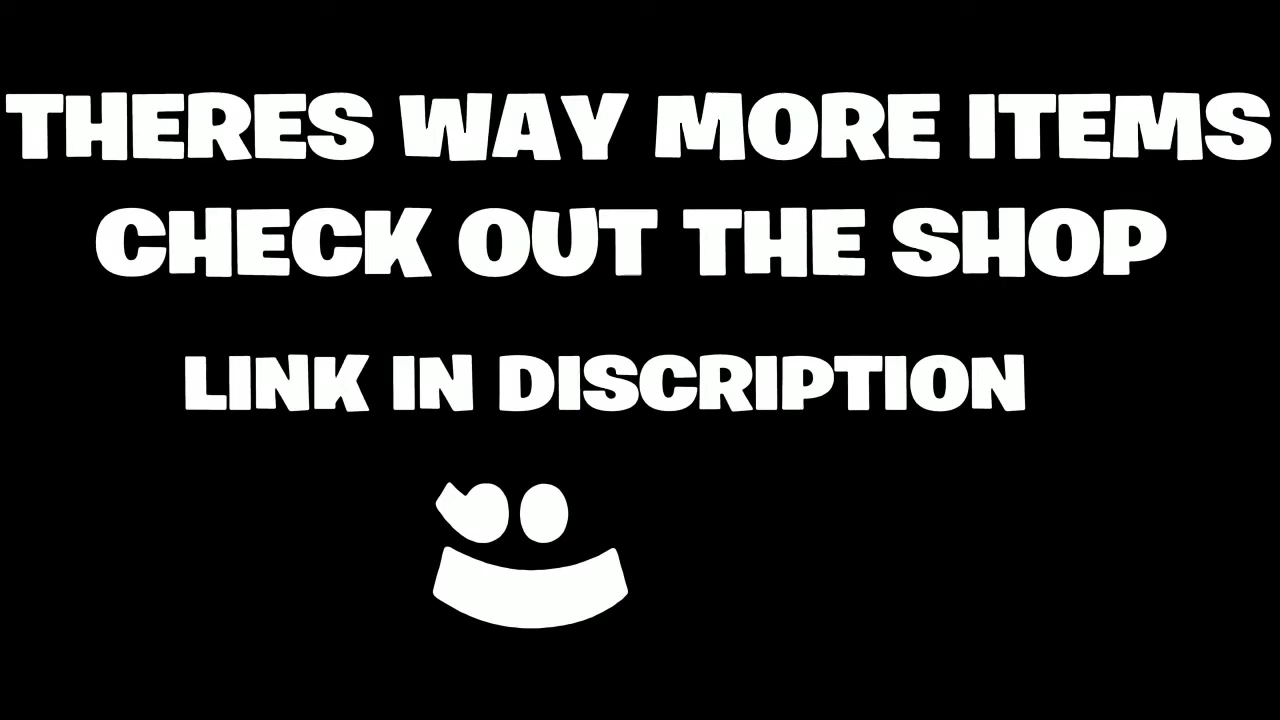 THERES WAY MORE ITEMS
CHECK OUT THE SHOP
LINK IN DISCRIPTION